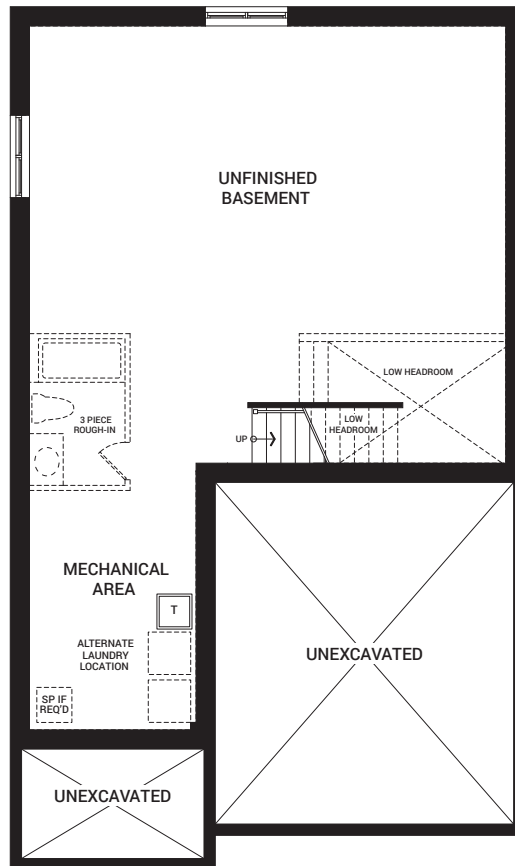 UNFINISHED
BASEMENT
LOW HEADROOM
3 PIECE
ROUGH-IN
UP
LOW
HEADROOM
MECHANICAL
AREA
T
ALTERNATE
LAUNDRY
LOCATION
UNEXCAVATED
SP IF
REQ'D
UNEXCAVATED